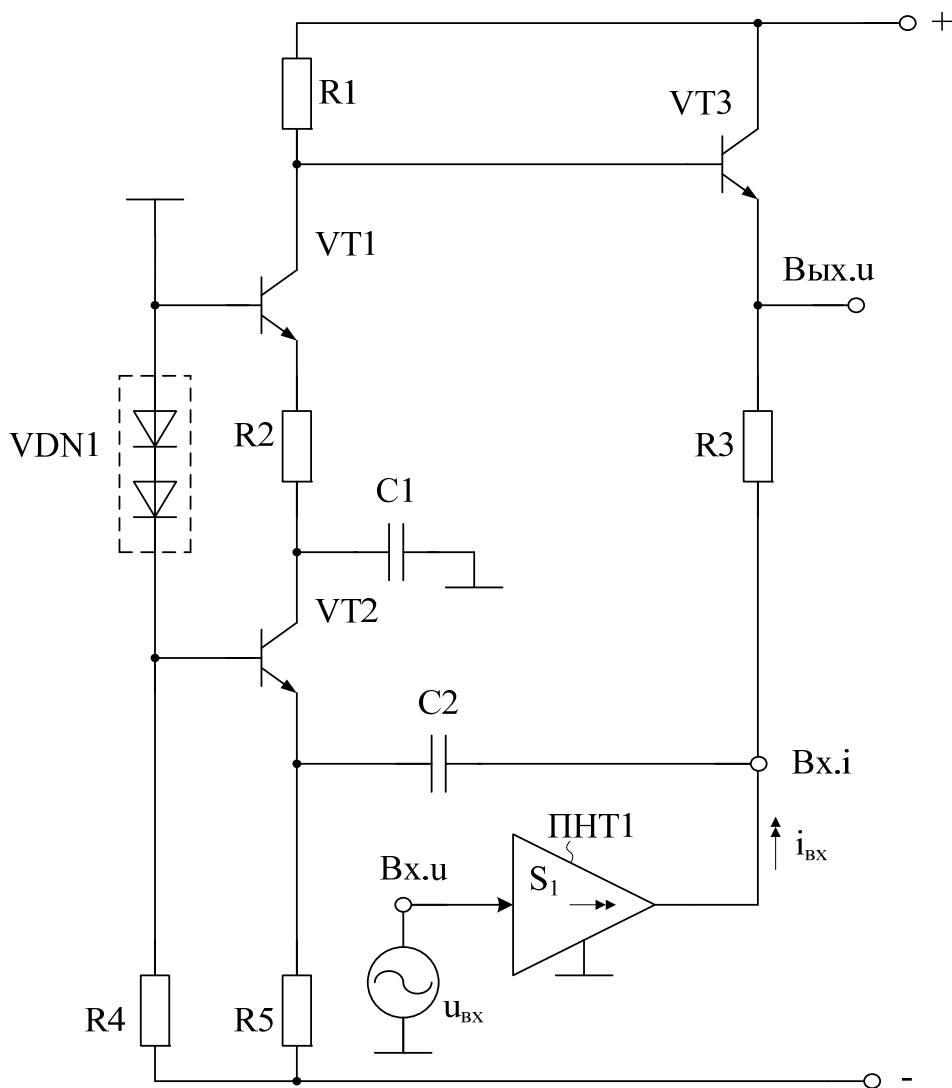 +
R1
VT3
VT1
Вых.u
VDN1
R2
R3
C1
VT2
C2
Вх.i
ПНТ1
iвх
Вх.u
S1
R4
R5
uвх
-